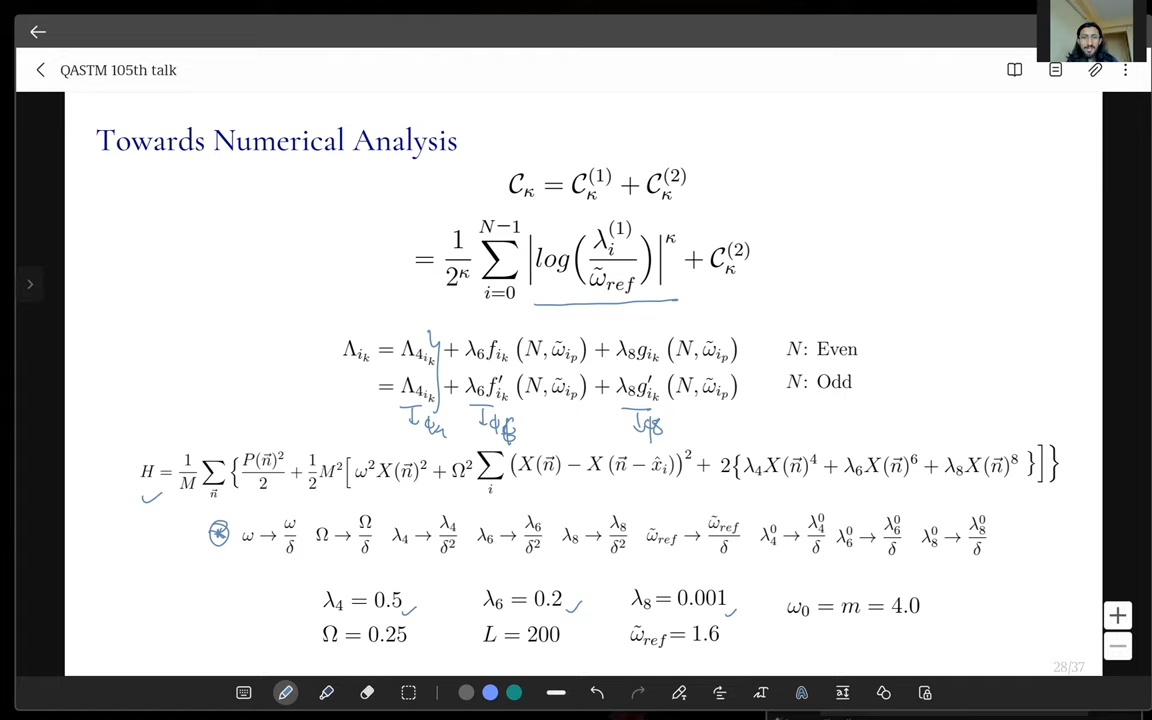 QASTM 105th talk
Towards Numerical Analysis
𝒞_κ = 𝒞_κ^(1) + 𝒞_κ^(2)
= 1/2^κ ∑_{i=0}^{N−1} |log(λ_i^(1)/ω̃_ref)|^κ + 𝒞_κ^(2)
Λ_{i_k} = Λ_{4_{i_k}} + λ_6 f_{i_k} (N, ω̃_{i_p}) + λ_8 g_{i_k} (N, ω̃_{i_p}) N: Even
= Λ_{4_{i_k}} + λ_6 f′_{i_k} (N, ω̃_{i_p}) + λ_8 g′_{i_k} (N, ω̃_{i_p}) N: Odd
H = 1/M ∑_{n⃗} { P(n⃗)²/2 + 1/2 M² [ ω² X(n⃗)² + Ω² ∑_i (X(n⃗) − X(n⃗ − x̂_i))² + 2{λ_4 X(n⃗)⁴ + λ_6 X(n⃗)⁶ + λ_8 X(n⃗)⁸ }]}
ω → ω/δ Ω → Ω/δ λ_4 → λ_4/δ² λ_6 → λ_6/δ² λ_8 → λ_8/δ² ω̃_ref → ω̃_ref/δ λ_4^0 → λ_4^0/δ λ_6^0 → λ_6^0/δ λ_8^0 → λ_8^0/δ
λ_4 = 0.5 λ_6 = 0.2 λ_8 = 0.001 ω_0 = m = 4.0
Ω = 0.25 L = 200 ω̃_ref = 1.6
28/37